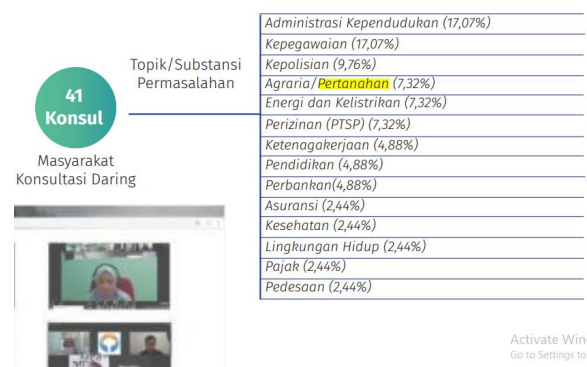 41
Konsul
Masyarakat
Konsultasi Daring
Topik/Substansi
Permasalahan
Administrasi Kependudukan (17,07%)
Kepegawaian (17,07%)
Kepolisian (9,76%)
Agraria/Pertanahan (7,32%)
Energi dan Kelistrikan (7,32%)
Perizinan (PTSP) (7,32%)
Ketenagakerjaan (4,88%)
Pendidikan (4,88%)
Perbankan(4,88%)
Asuransi (2,44%)
Kesehatan (2,44%)
Lingkungan Hidup (2,44%)
Pajak (2,44%)
Pedesaan (2,44%)
Activate Win
Go to Settings to